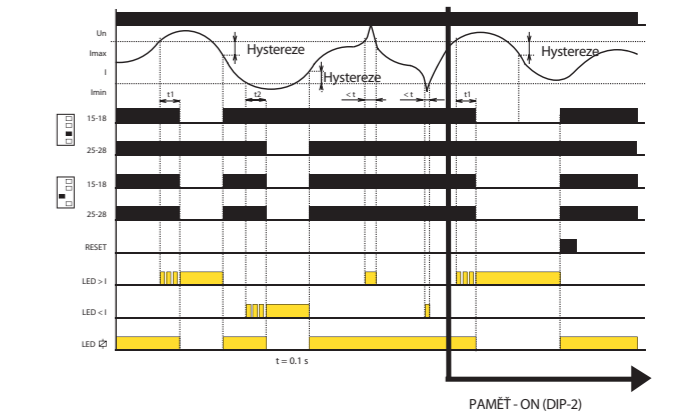 Un
Imax
Hystereze
Hystereze
I
Hystereze
Imin
t1
t2
< t
< t
t1
15-18
25-28
15-18
25-28
RESET
LED > I
LED < I
LED
t = 0.1 s
PAMĚŤ - ON (DIP-2)